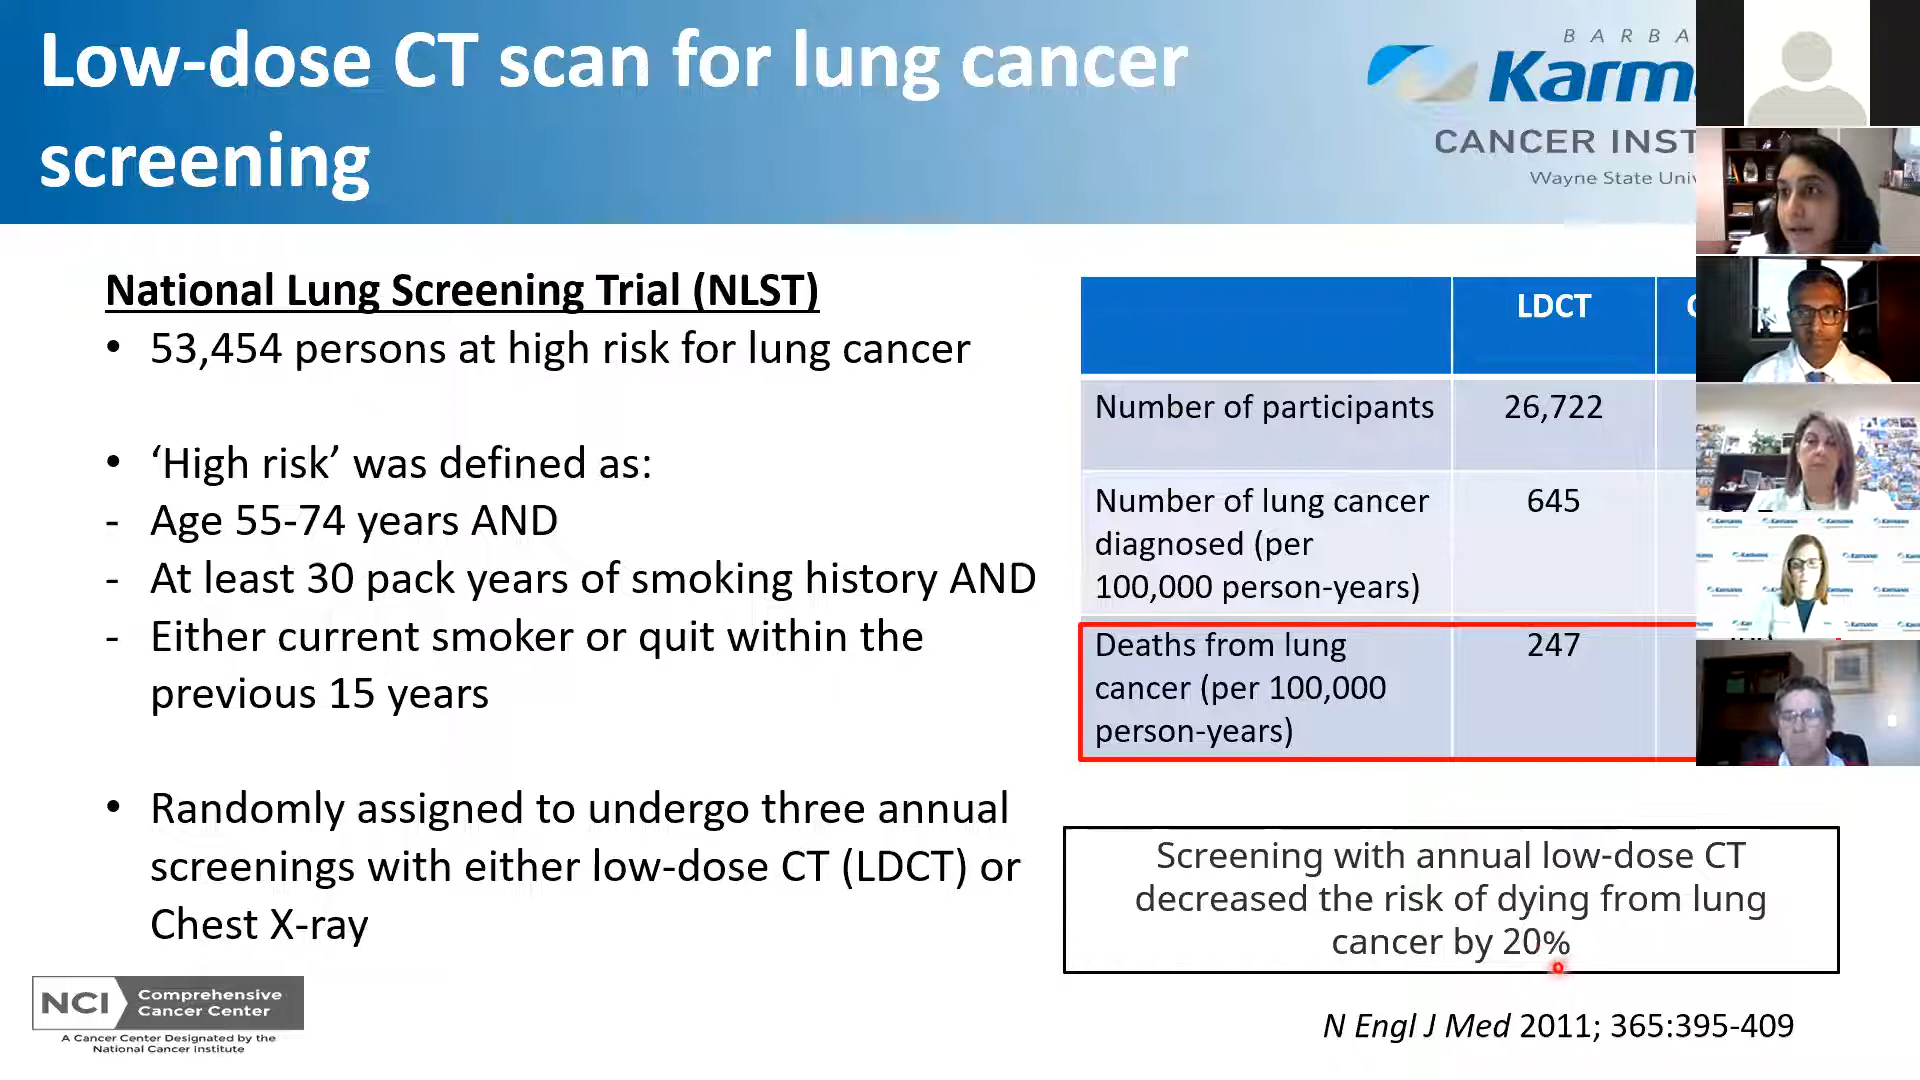 Low-dose CT scan for lung cancer
screening
BARBA
Karm
CANCER INST
Wayne State Univ
National Lung Screening Trial (NLST)
• 53,454 persons at high risk for lung cancer
• ‘High risk’ was defined as:
- Age 55-74 years AND
- At least 30 pack years of smoking history AND
- Either current smoker or quit within the
previous 15 years
• Randomly assigned to undergo three annual
screenings with either low-dose CT (LDCT) or
Chest X-ray
LDCT
Number of participants 26,722
Number of lung cancer 645
diagnosed (per
100,000 person-years)
Deaths from lung 247
cancer (per 100,000
person-years)
Screening with annual low-dose CT
decreased the risk of dying from lung
cancer by 20%
N Engl J Med 2011; 365:395-409
NCI Comprehensive
Cancer Center
A Cancer Center Designated by the
National Cancer Institute